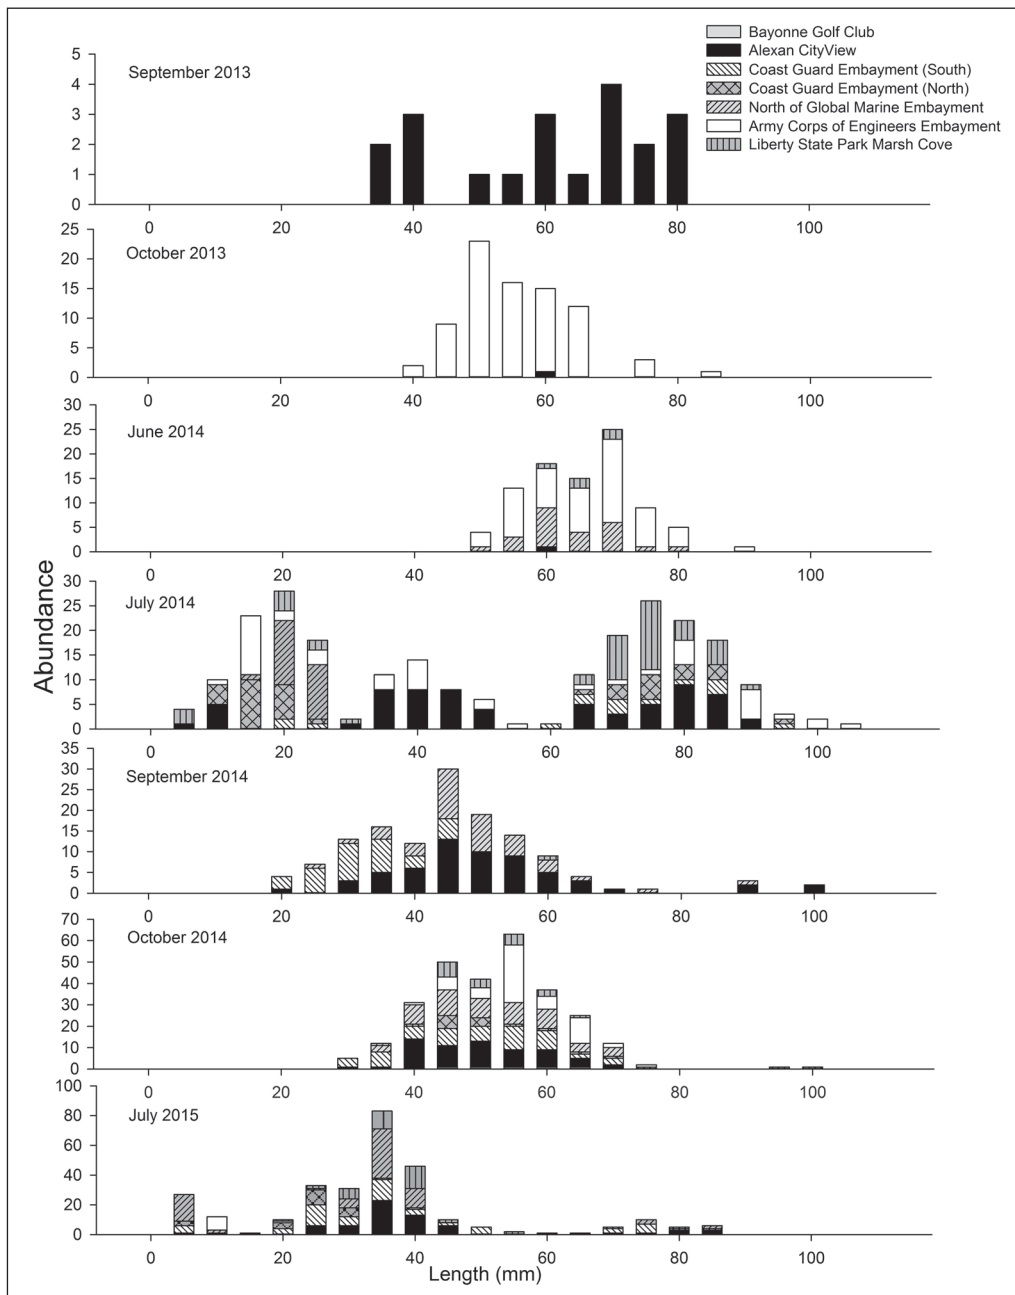 Bayonne Golf Club
Alexan CityView
Coast Guard Embayment (South)
Coast Guard Embayment (North)
North of Global Marine Embayment
Army Corps of Engineers Embayment
Liberty State Park Marsh Cove
September 2013
5
4
3
2
1
0
0 20 40 60 80 100
October 2013
25
20
15
10
5
0
0 20 40 60 80 100
June 2014
30
25
20
15
10
5
0
0 20 40 60 80 100
Abundance
July 2014
30
25
20
15
10
5
0
0 20 40 60 80 100
September 2014
35
30
25
20
15
10
5
0
0 20 40 60 80 100
October 2014
70
60
50
40
30
20
10
0
0 20 40 60 80 100
July 2015
100
80
60
40
20
0
0 20 40 60 80 100
Length (mm)